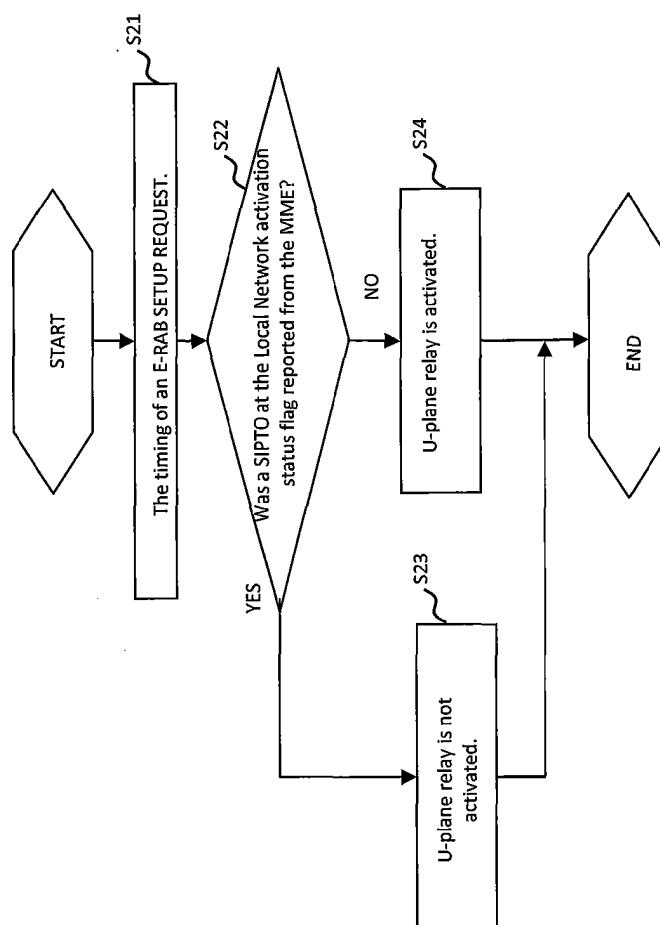 START
S21
The timing of an E-RAB SETUP REQUEST.
S22
Was a SIPTO at the Local Network activation
status flag reported from the MME?
YES
NO
S23
U-plane relay is not
activated.
S24
U-plane relay is activated.
END